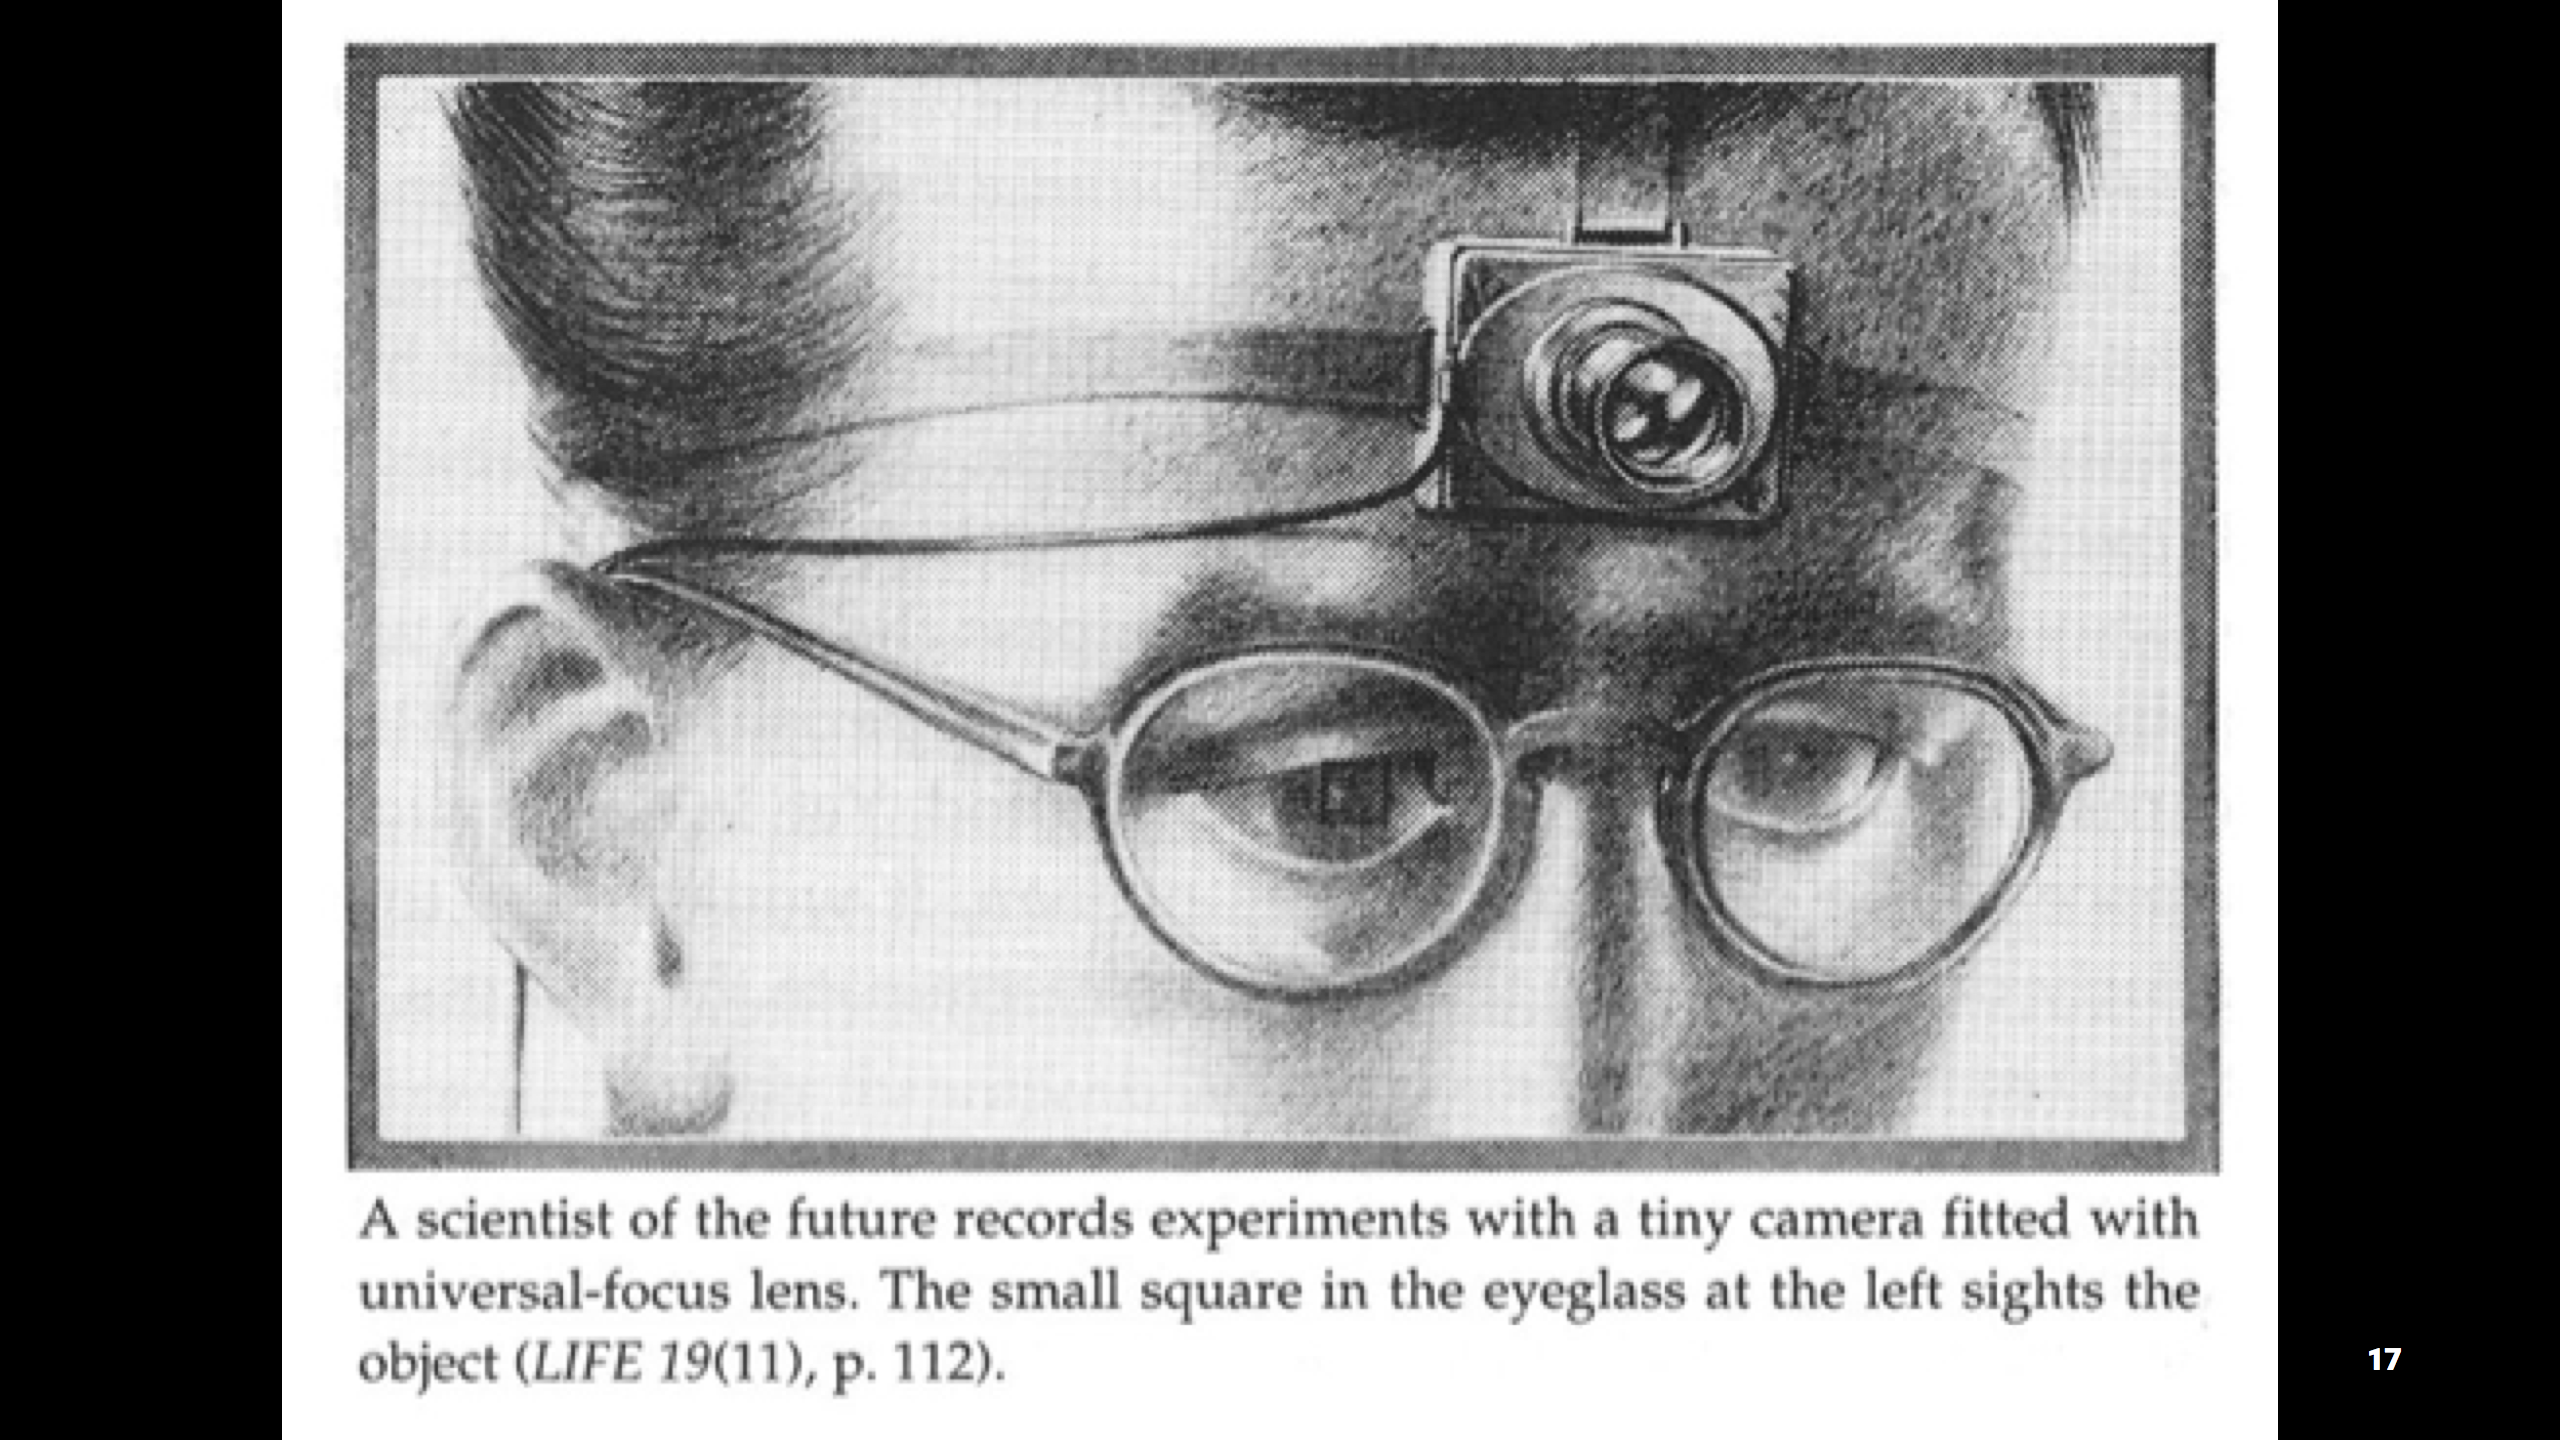 A scientist of the future records experiments with a tiny camera fitted with
universal-focus lens. The small square in the eyeglass at the left sights the
object (LIFE 19(11), p. 112).
17